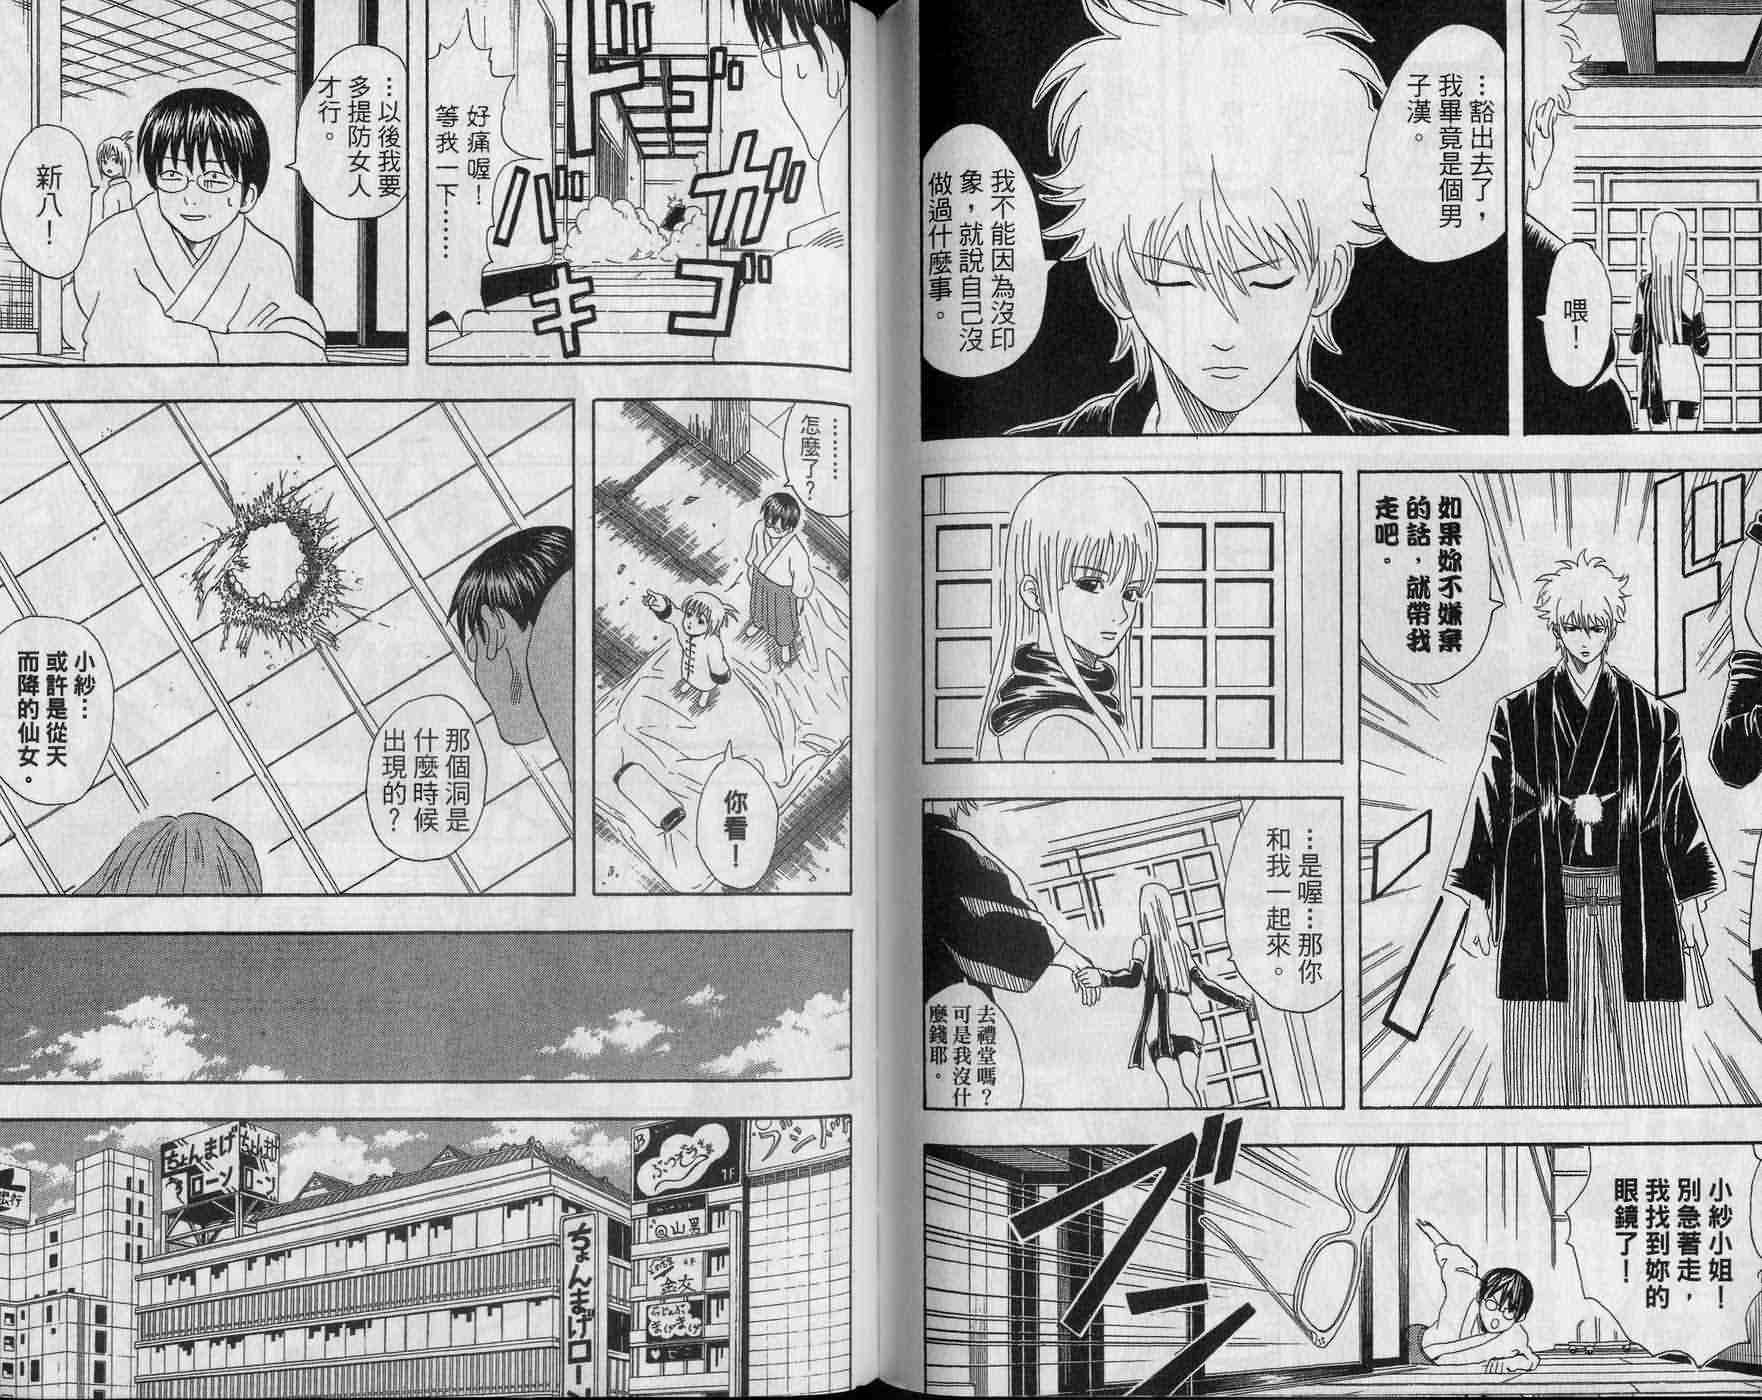 喂！
…豁出去了，
我畢竟是個男
子漢。
我不能因為沒印
象，就說自己沒
做過什麼事。
如果妳不嫌棄
的話，就帶我
走吧。
…是喔…那你
和我一起來。
去禮堂嗎？
可是我沒什
麼錢耶。
小紗小姐！
別急著走，
我找到妳的
眼鏡了！
ブン
ドゴ
バキ
ガゴ
好痛喔！
等我一下……
…以後我要
多提防女人
才行。
新八！
………
怎麼了？
你看！
那個洞是
什麼時候
出現的？
小紗…
或許是從天
而降的仙女。
ちょんまげ
ローン
ちょんまげローン
1F
@山黑